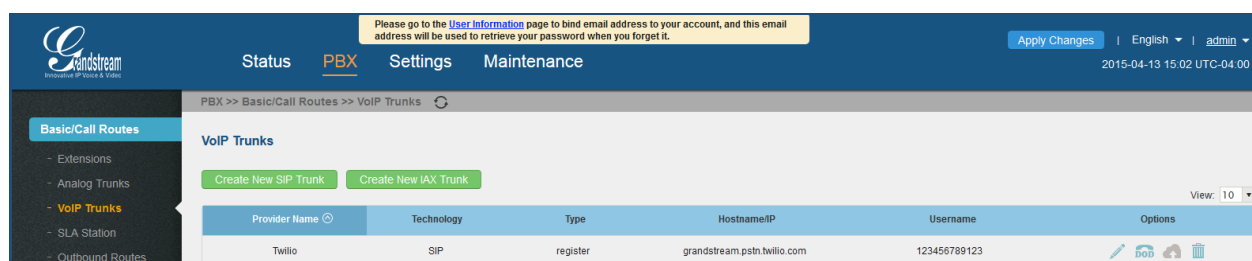 Please go to the User Information page to bind email address to your account, and this email
address will be used to retrieve your password when you forget it.
Grandstream
Innovative IP Voice & Video
Status PBX Settings Maintenance
Apply Changes | English | admin
2015-04-13 15:02 UTC-04:00
PBX >> Basic/Call Routes >> VoIP Trunks
Basic/Call Routes
- Extensions
- Analog Trunks
- VoIP Trunks
- SLA Station
- Outbound Routes
VoIP Trunks
Create New SIP Trunk Create New IAX Trunk
View: 10
Provider Name Technology Type Hostname/IP Username Options
Twilio SIP register grandstream.pstn.twilio.com 123456789123 DOD